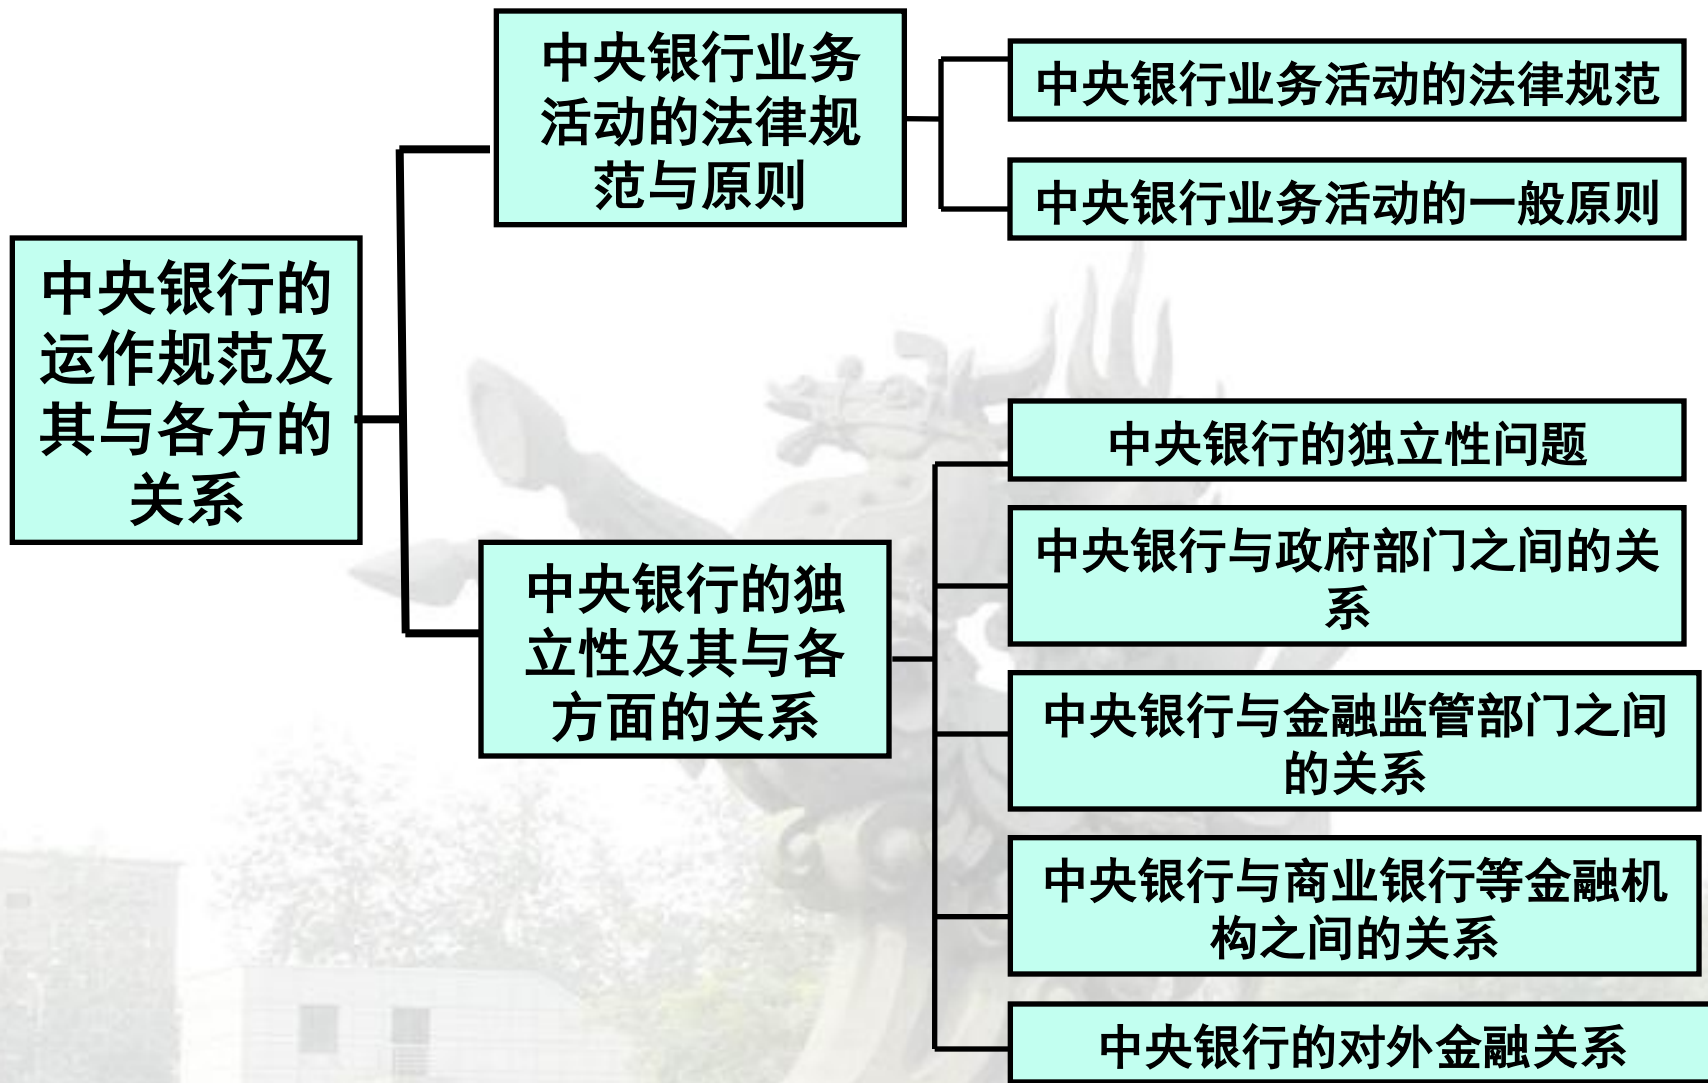 中央银行的
运作规范及
其与各方的
关系
中央银行业务
活动的法律规
范与原则
中央银行业务活动的法律规范
中央银行业务活动的一般原则
中央银行的独
立性及其与各
方面的关系
中央银行的独立性问题
中央银行与政府部门之间的关
系
中央银行与金融监管部门之间
的关系
中央银行与商业银行等金融机
构之间的关系
中央银行的对外金融关系